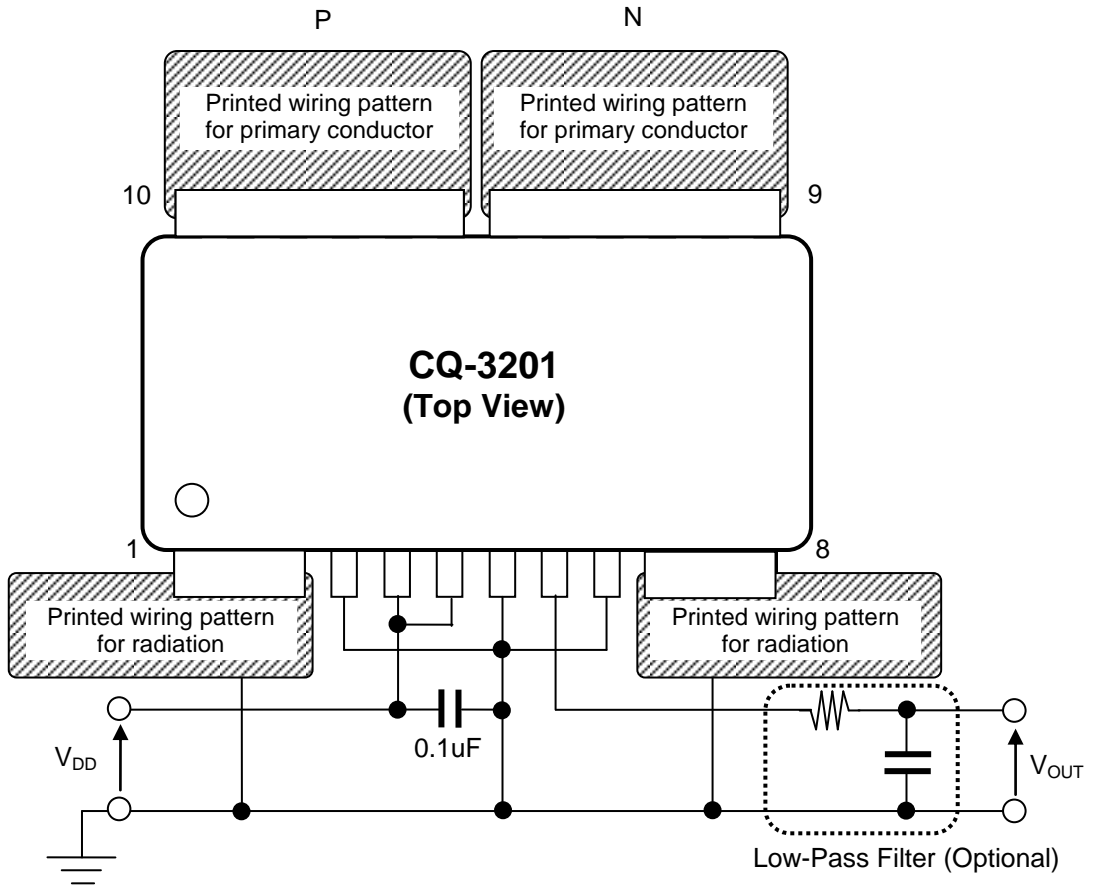 P
N
Printed wiring pattern
for primary conductor
Printed wiring pattern
for primary conductor
10
9
CQ-3201
(Top View)
1
8
Printed wiring pattern
for radiation
Printed wiring pattern
for radiation
0.1uF
VDD
VOUT
Low-Pass Filter (Optional)